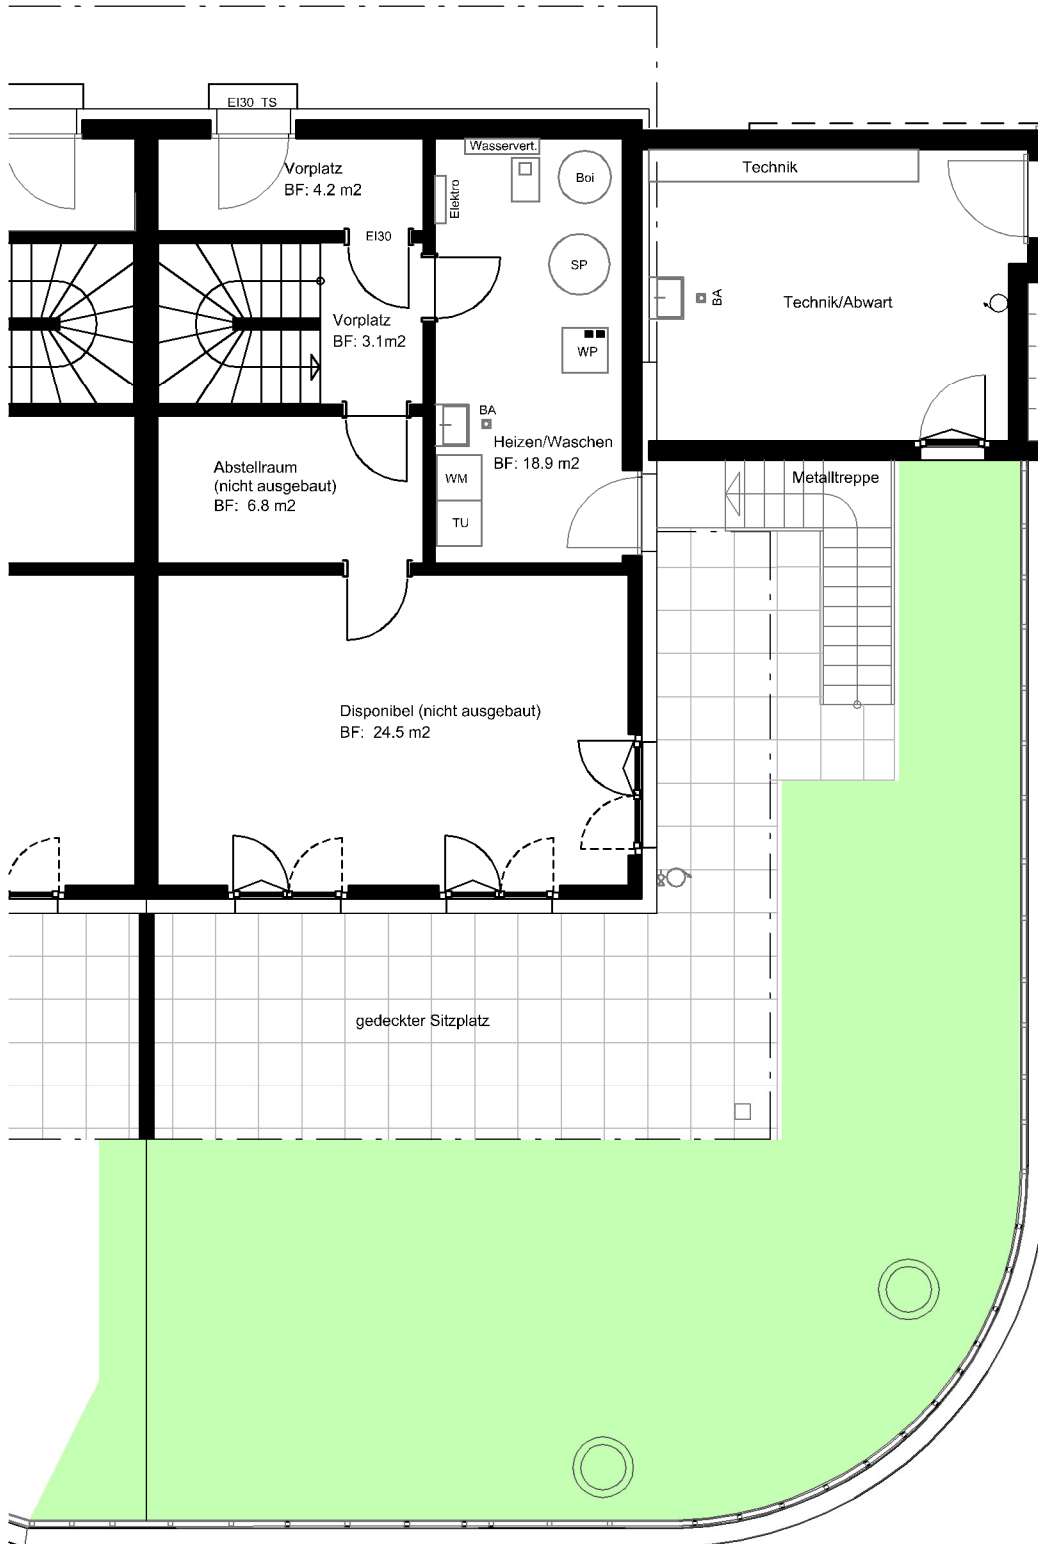 EI30 TS
Wasservert.
Vorplatz
BF: 4.2 m2
Elektro
Boi
Technik
EI30
SP
BA
Technik/Abwart
Vorplatz
BF: 3.1m2
WP
BA
Heizen/Waschen
BF: 18.9 m2
Abstellraum
(nicht ausgebaut)
BF: 6.8 m2
WM
TU
Metalltreppe
Disponibel (nicht ausgebaut)
BF: 24.5 m2
gedeckter Sitzplatz